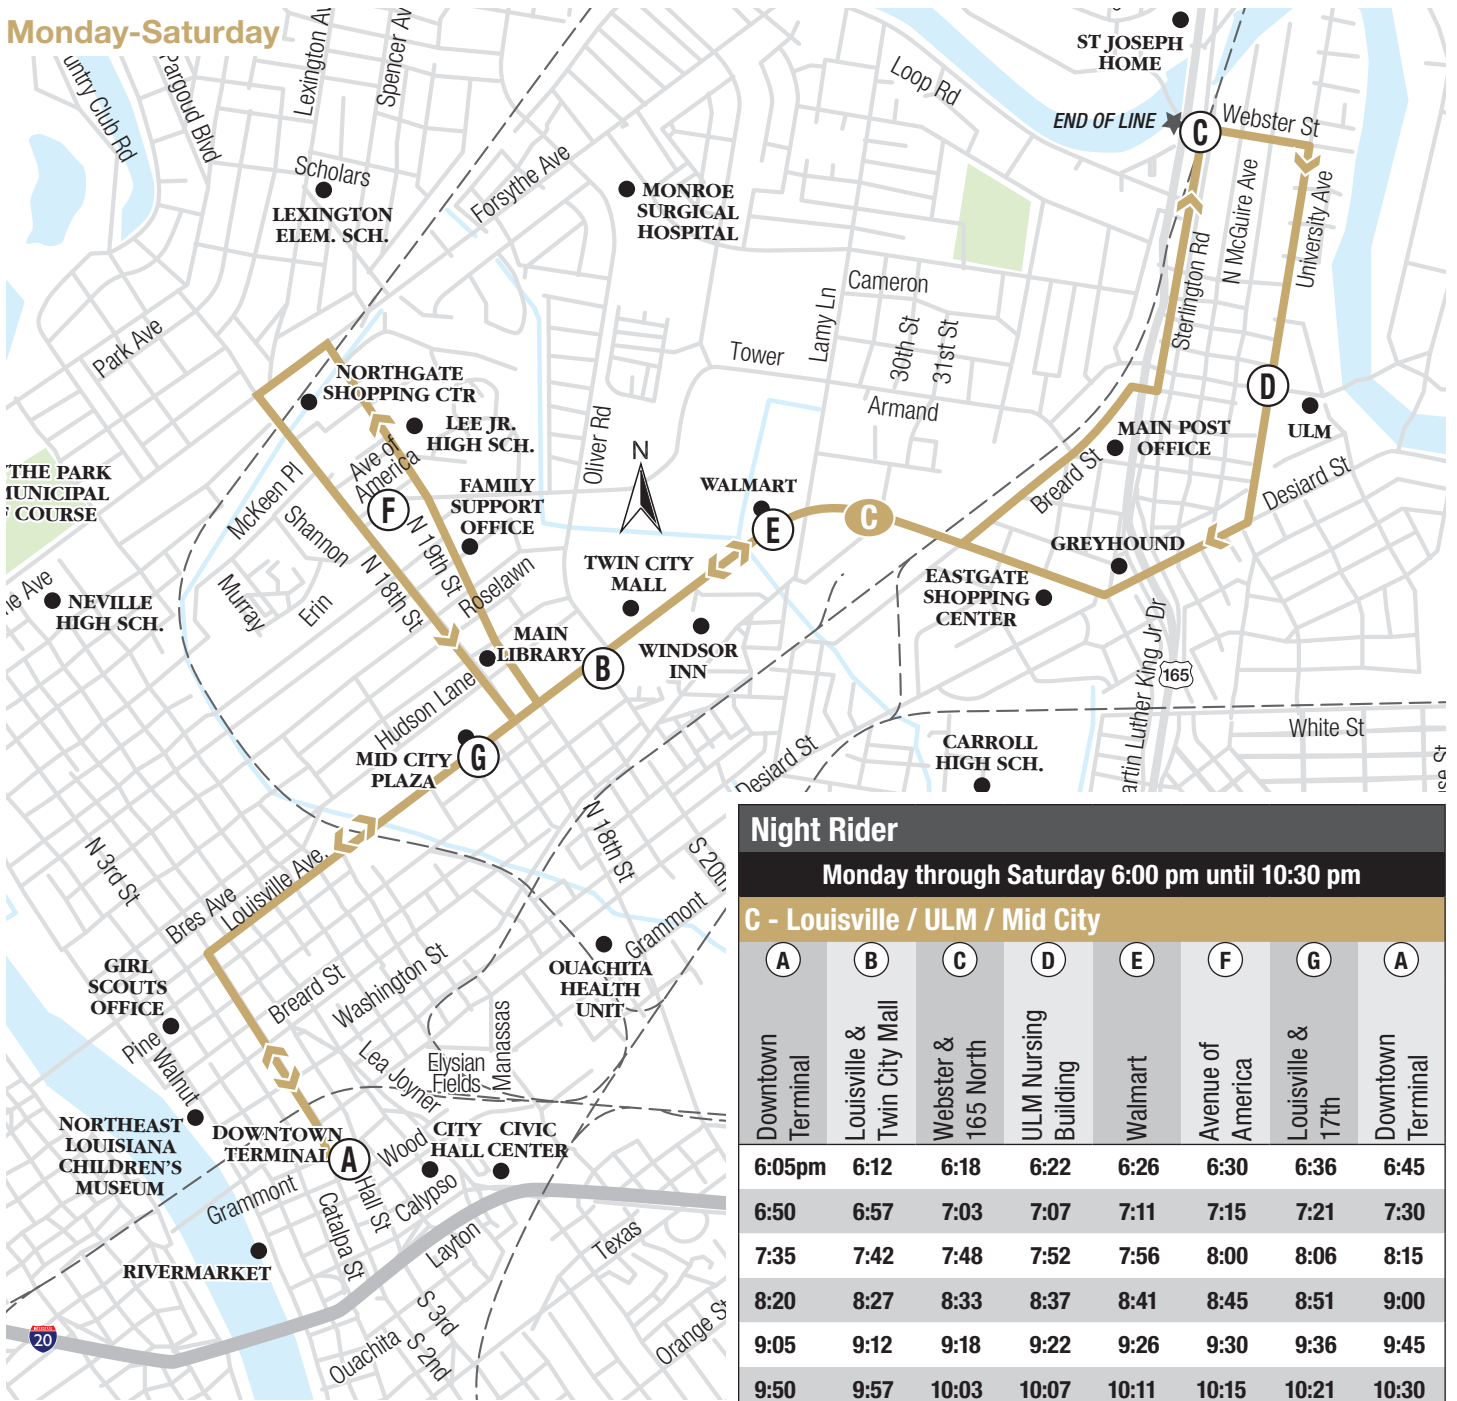 Monday-Saturday
Lexington Av
Spencer Av
untry Club Rd
Pargoud Blvd
Scholars
LEXINGTON
ELEM. SCH.
Forsythe Ave
MONROE
SURGICAL
HOSPITAL
Loop Rd
ST JOSEPH
HOME
END OF LINE
C
Webster St
N McGuire Ave
University Ave
Sterlington Rd
Cameron
Lamy Ln
30th St
31st St
Tower
Armand
Park Ave
NORTHGATE
SHOPPING CTR
LEE JR.
HIGH SCH.
Ave of
America
F
FAMILY
SUPPORT
OFFICE
Oliver Rd
N
WALMART
E
C
D
ULM
MAIN POST
OFFICE
Breard St
Desiard St
GREYHOUND
EASTGATE
SHOPPING
CENTER
THE PARK
MUNICIPAL
F COURSE
McKeen Pl
Shannon
N 18th St
N 19th St
Roselawn
Murray
Erin
NEVILLE
HIGH SCH.
TWIN CITY
MALL
WINDSOR
INN
MAIN
LIBRARY
B
Hudson Lane
MID CITY
PLAZA
G
165
artin Luther King Jr Dr
White St
CARROLL
HIGH SCH.
Desiard St
N 3rd St
Bres Ave
Louisville Ave.
N 18th St
S 20th
Grammont
GIRL
SCOUTS
OFFICE
Pine
Walnut
Breard St
Washington St
OUACHITA
HEALTH
UNIT
Lea Joyner
Elysian
Fields
Manassas
NORTHEAST
LOUISIANA
CHILDREN'S
MUSEUM
DOWNTOWN
TERMINAL
A
Wood
CITY
HALL
CIVIC
CENTER
Grammont
Catalpa St
Hall St
Calypso
Layton
Texas
RIVERMARKET
20
Ouachita
S 3rd
S 2nd
Orange S
Night Rider
Monday through Saturday 6:00 pm until 10:30 pm
C - Louisville / ULM / Mid City
A B C D E F G A
Downtown
Terminal
Louisville &
Twin City Mall
Webster &
165 North
ULM Nursing
Building
Walmart
Avenue of
America
Louisville &
17th
Downtown
Terminal
6:05pm 6:12 6:18 6:22 6:26 6:30 6:36 6:45
6:50 6:57 7:03 7:07 7:11 7:15 7:21 7:30
7:35 7:42 7:48 7:52 7:56 8:00 8:06 8:15
8:20 8:27 8:33 8:37 8:41 8:45 8:51 9:00
9:05 9:12 9:18 9:22 9:26 9:30 9:36 9:45
9:50 9:57 10:03 10:07 10:11 10:15 10:21 10:30